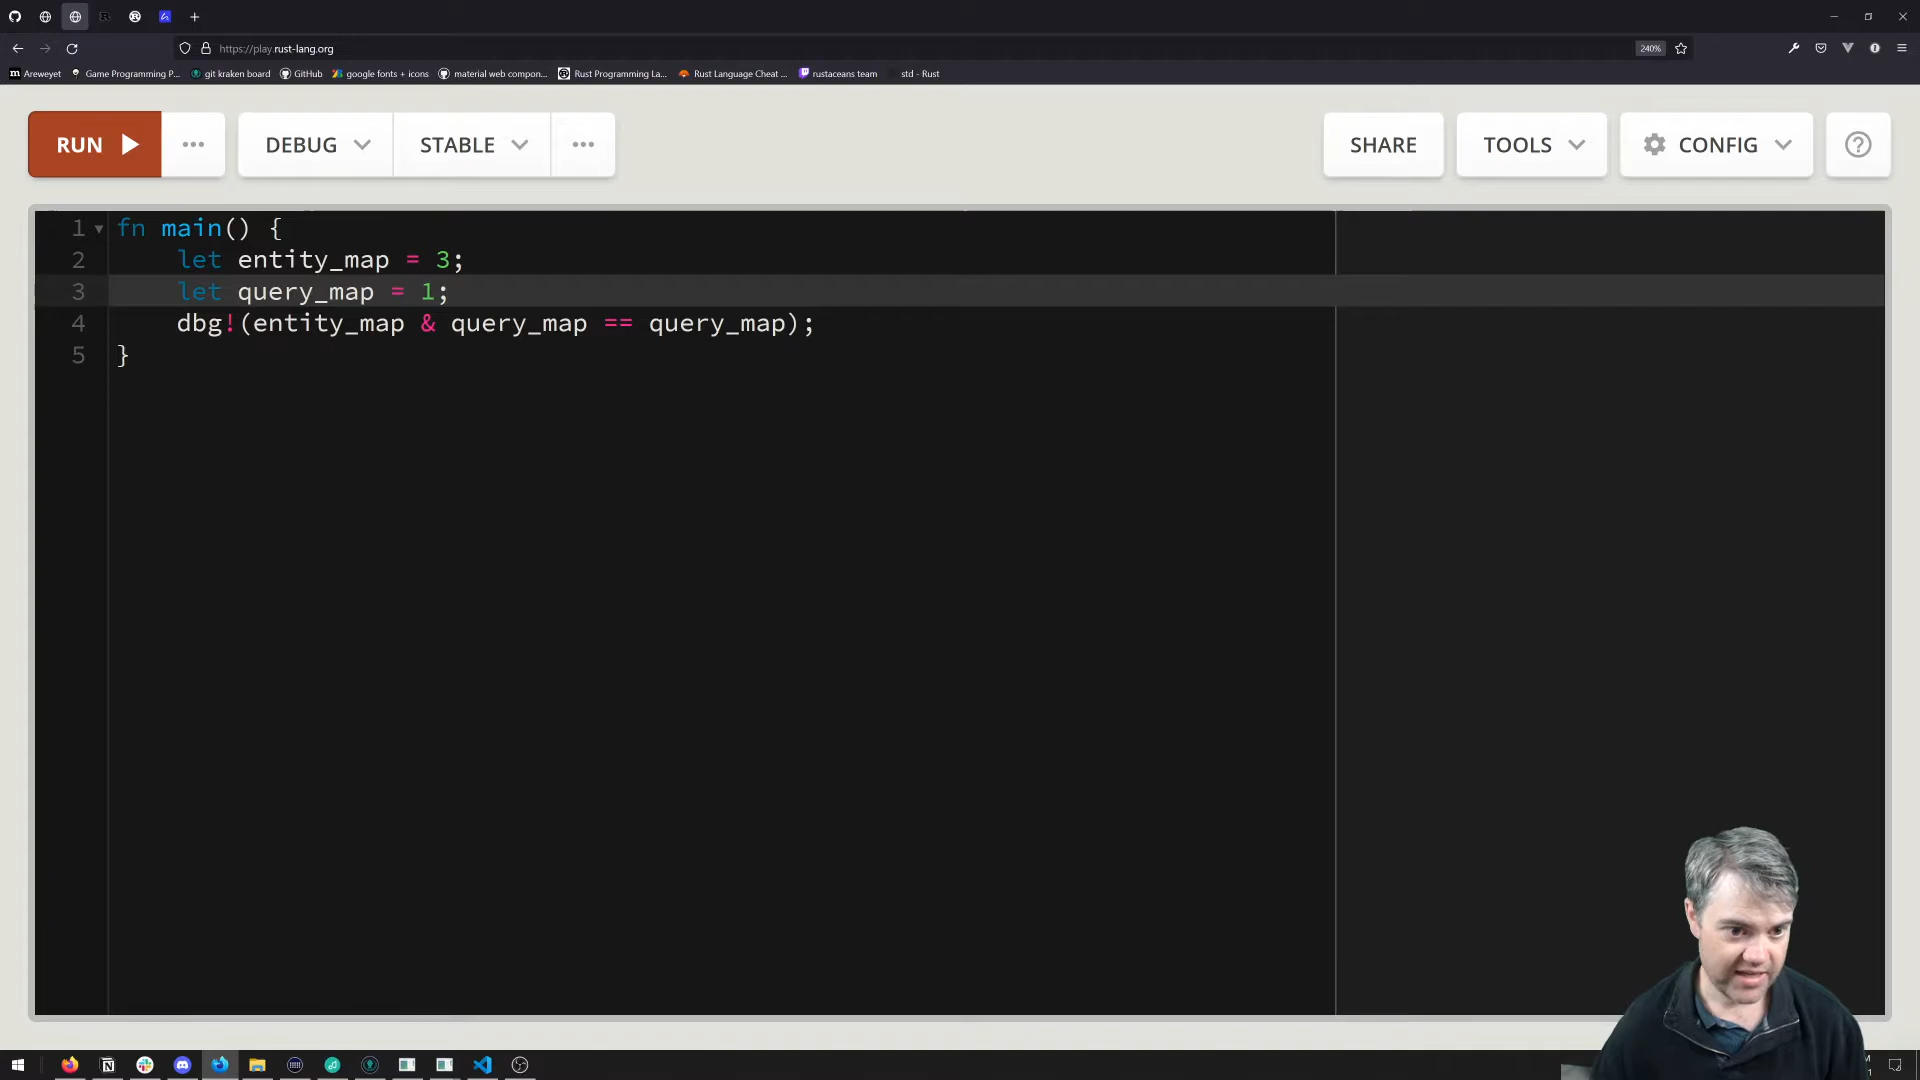 https://play.rust-lang.org
240%
Areweyet
Game Programming P...
git kraken board
GitHub
google fonts + icons
material web compon...
Rust Programming La...
Rust Language Cheat ...
rustaceans team
std - Rust
RUN
DEBUG
STABLE
SHARE
TOOLS
CONFIG
1 fn main() {
2 let entity_map = 3;
3 let query_map = 1;
4 dbg!(entity_map & query_map == query_map);
5 }